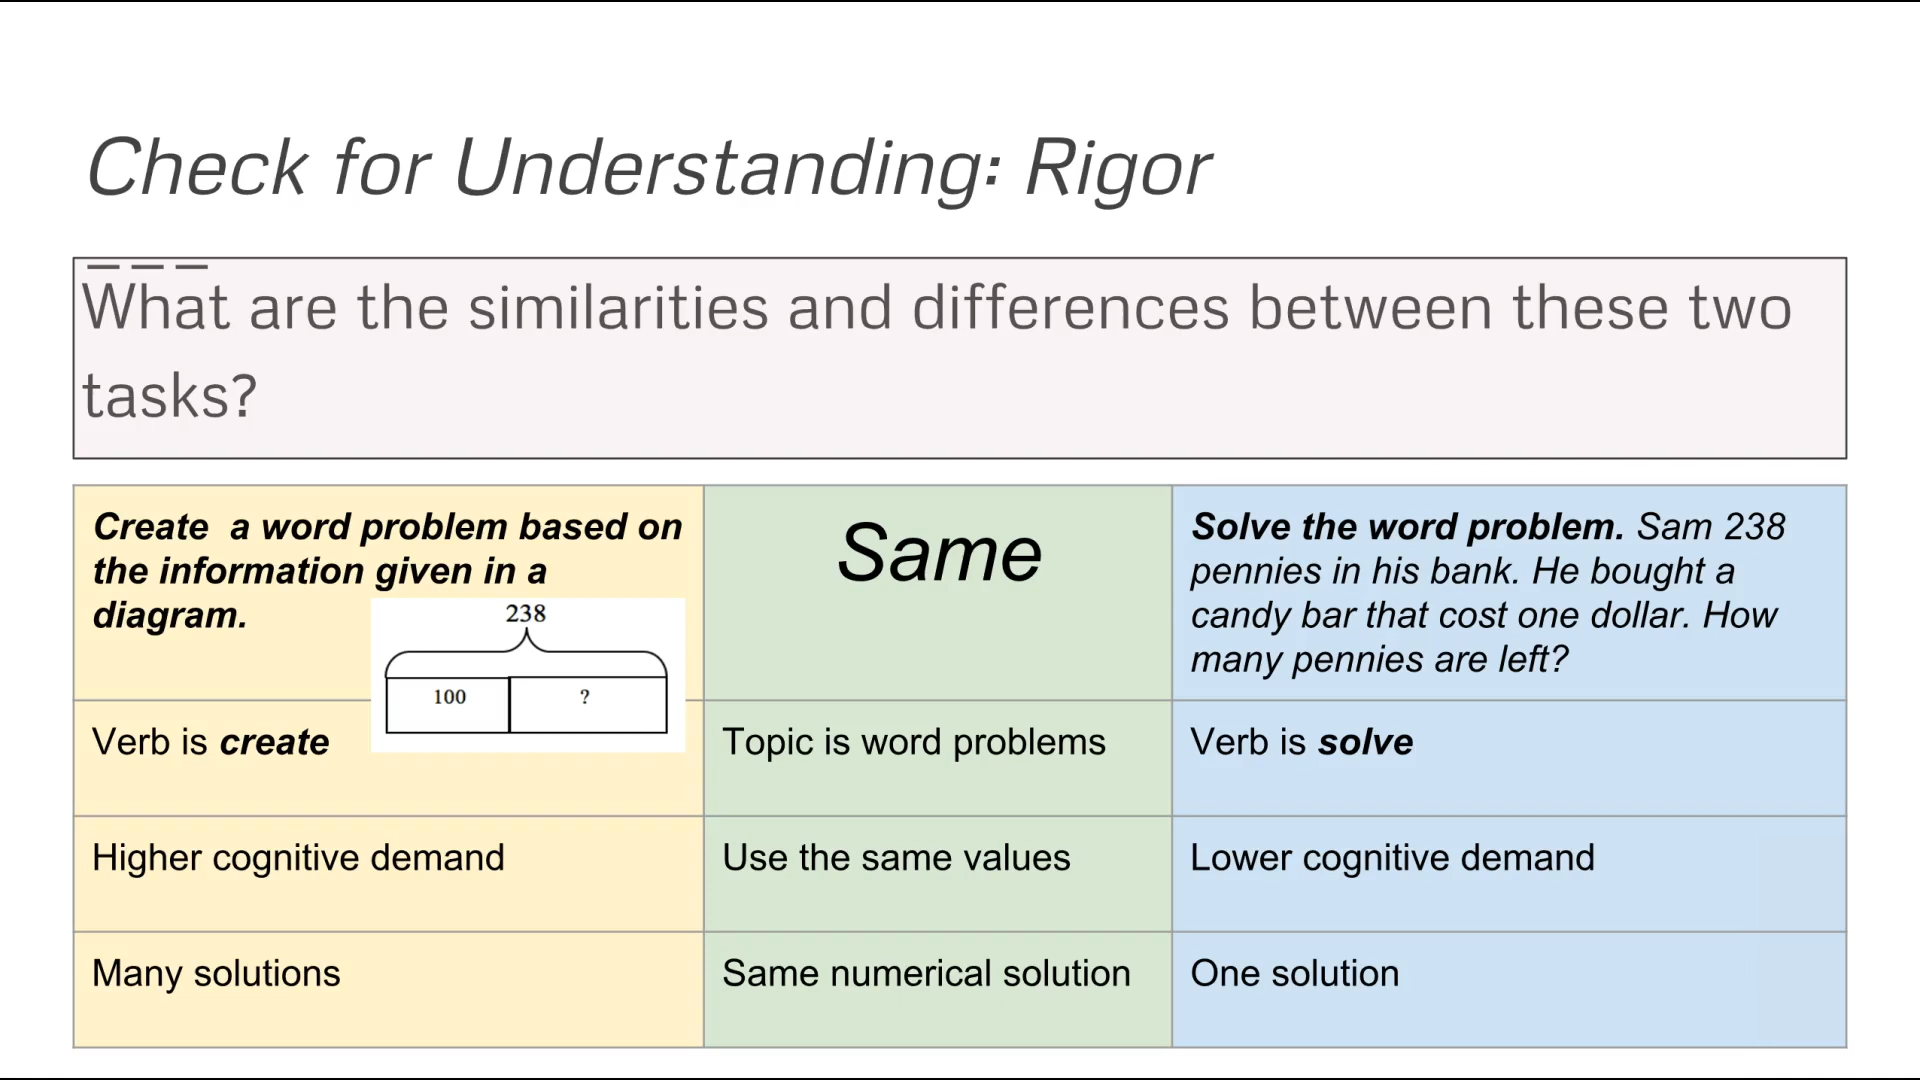 Check for Understanding: Rigor
What are the similarities and differences between these two
tasks?
Create a word problem based on
the information given in a
diagram.
238
100
?
Same
Solve the word problem. Sam 238
pennies in his bank. He bought a
candy bar that cost one dollar. How
many pennies are left?
Verb is create
Topic is word problems
Verb is solve
Higher cognitive demand
Use the same values
Lower cognitive demand
Many solutions
Same numerical solution
One solution